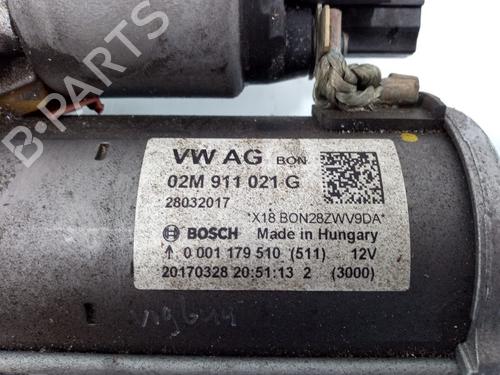 B-PARTS
VW AG BON
02M 911 021 G
28032017
*X18 BON28ZWV9DA*
BOSCH Made in Hungary
↑ 0 001 179 510 (511) 12V
20170328 20:51:13 2 (3000)